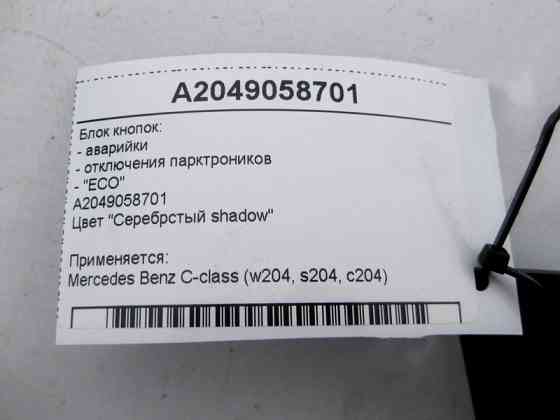 A2049058701
Блок кнопок:
- аварийки
- отключения парктроников
- "ECO"
A2049058701
Цвет "Серебрстый shadow"
Применяется:
Mercedes Benz C-class (w204, s204, c204)